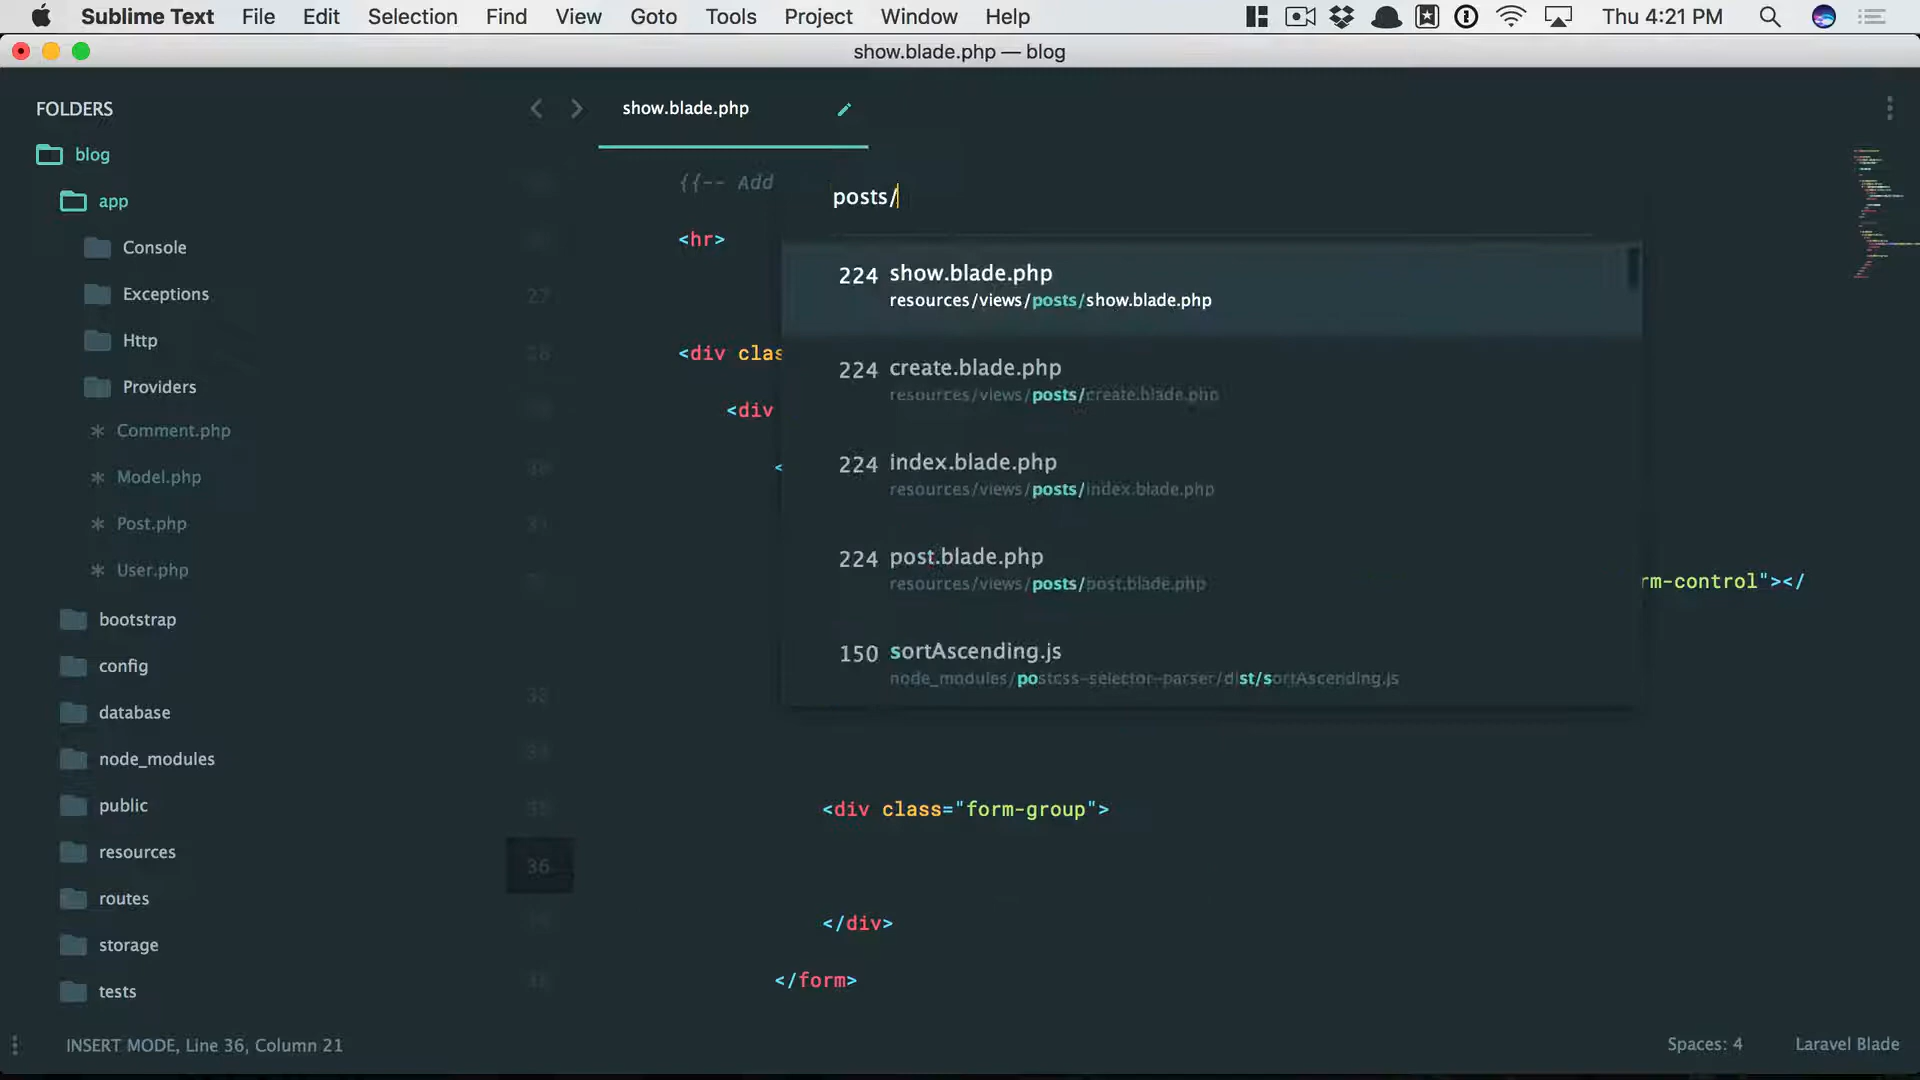 Sublime Text File Edit Selection Find View Goto Tools Project Window Help Thu 4:21 PM
show.blade.php — blog
FOLDERS
show.blade.php
blog
app
Console
Exceptions
Http
Providers
Comment.php
Model.php
Post.php
User.php
bootstrap
config
database
node_modules
public
resources
routes
storage
tests
{{-- Add
<hr>
27
28
<div clas
<div
<
33
34
36
posts/
224 show.blade.php
resources/views/posts/show.blade.php
224 create.blade.php
resources/views/posts/create.blade.php
224 index.blade.php
resources/views/posts/index.blade.php
224 post.blade.php
resources/views/posts/post.blade.php
150 sortAscending.js
node_modules/postcss-selector-parser/dist/sortAscending.js
rm-control"></
<div class="form-group">
</div>
</form>
INSERT MODE, Line 36, Column 21
Spaces: 4
Laravel Blade